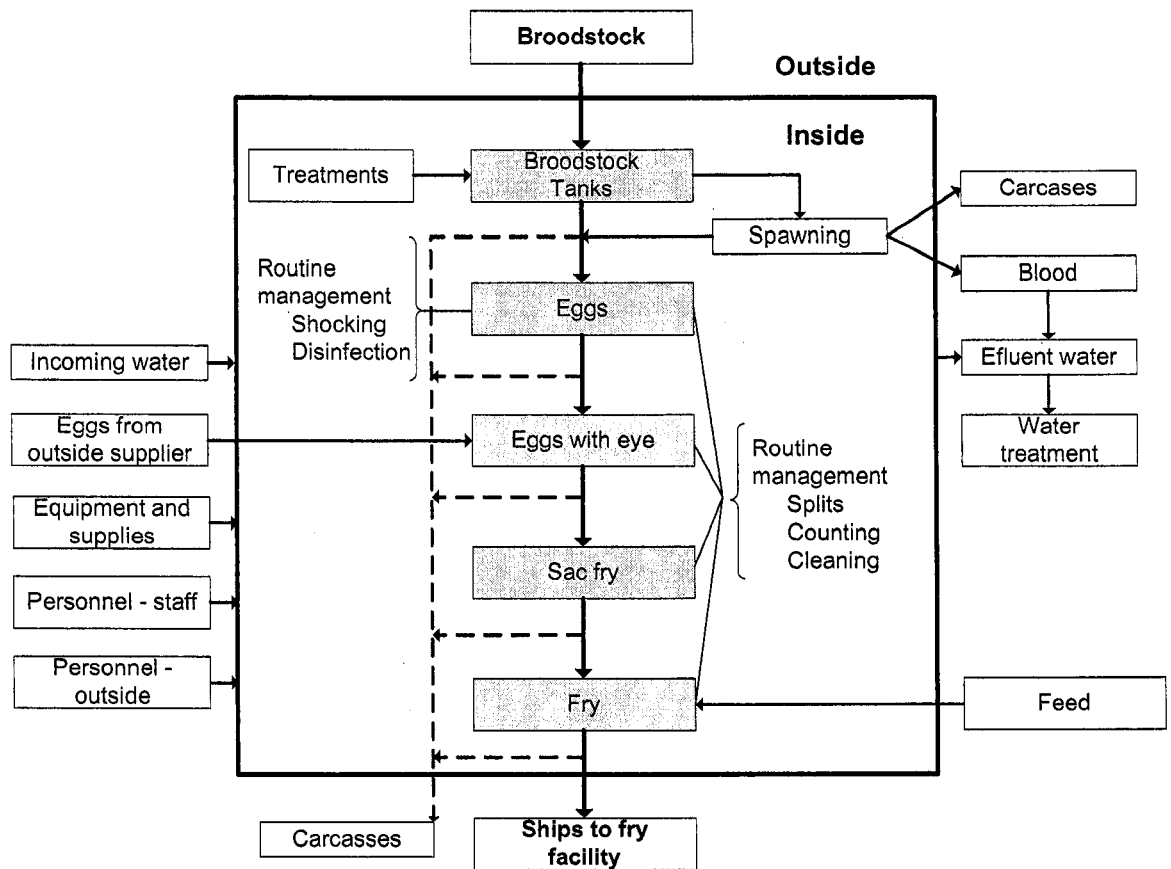 Broodstock
Outside
Inside
Treatments
Broodstock
Tanks
Carcases
Spawning
Routine
management
Shocking
Disinfection
Blood
Eggs
Incoming water
Efluent water
Eggs from
outside supplier
Eggs with eye
Water
treatment
Routine
management
Splits
Counting
Cleaning
Equipment and
supplies
Sac fry
Personnel - staff
Personnel -
outside
Fry
Feed
Carcasses
Ships to fry
facility